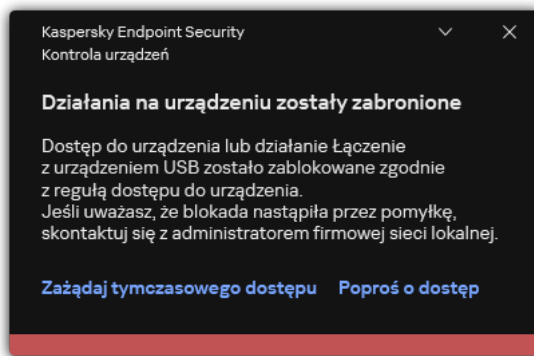 Kaspersky Endpoint Security
Kontrola urządzeń
Działania na urządzeniu zostały zabronione
Dostęp do urządzenia lub działanie Łączenie
z urządzeniem USB zostało zablokowane zgodnie
z regułą dostępu do urządzenia.
Jeśli uważasz, że blokada nastąpiła przez pomyłkę,
skontaktuj się z administratorem firmowej sieci lokalnej.
Zażądaj tymczasowego dostępu Poproś o dostęp